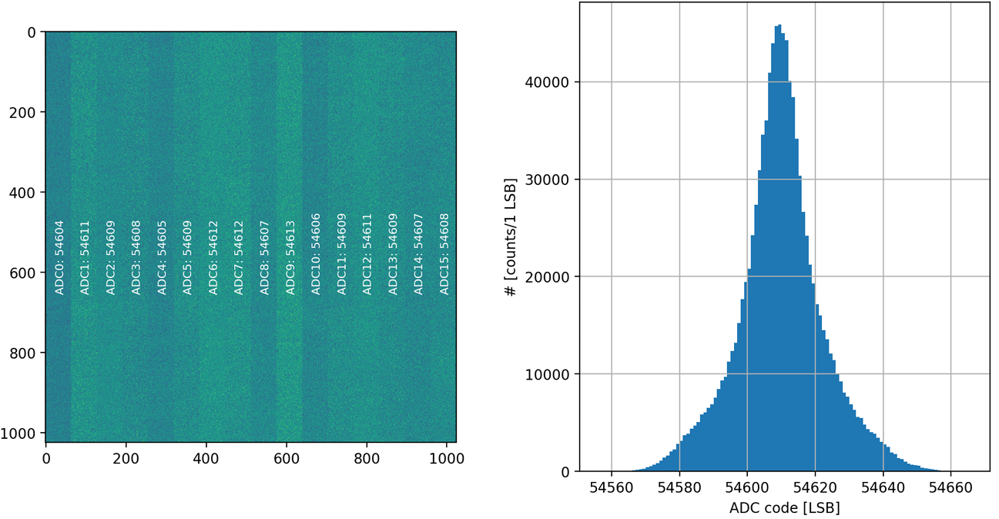 0
200
400
600
800
1000
0
200
400
600
800
1000
ADC0: 54604
ADC1: 54611
ADC2: 54609
ADC3: 54608
ADC4: 54605
ADC5: 54609
ADC6: 54612
ADC7: 54612
ADC8: 54607
ADC9: 54613
ADC10: 54606
ADC11: 54609
ADC12: 54611
ADC13: 54609
ADC14: 54607
ADC15: 54608
# [counts/1 LSB]
40000
30000
20000
10000
0
54560
54580
54600
54620
54640
54660
ADC code [LSB]